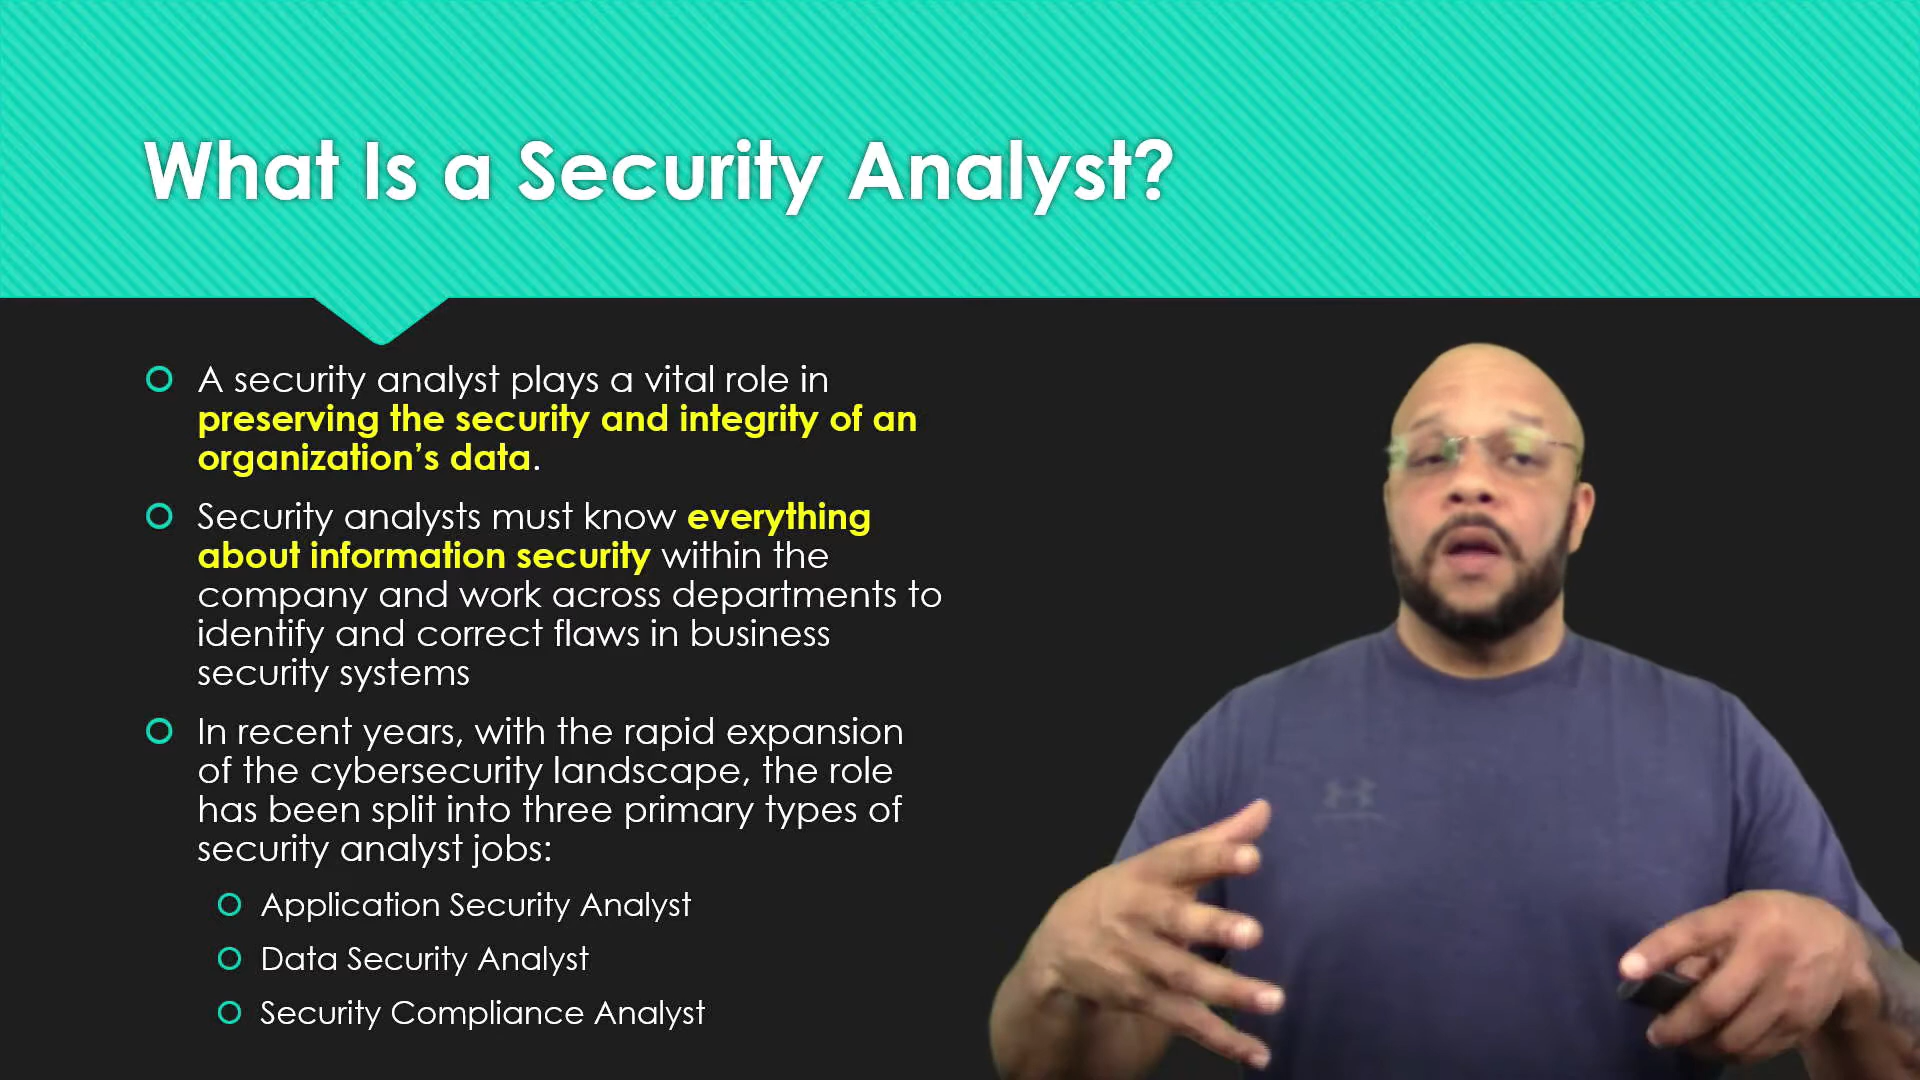 What Is a Security Analyst?
A security analyst plays a vital role in
preserving the security and integrity of an
organization’s data.
Security analysts must know everything
about information security within the
company and work across departments to
identify and correct flaws in business
security systems
In recent years, with the rapid expansion
of the cybersecurity landscape, the role
has been split into three primary types of
security analyst jobs:
Application Security Analyst
Data Security Analyst
Security Compliance Analyst